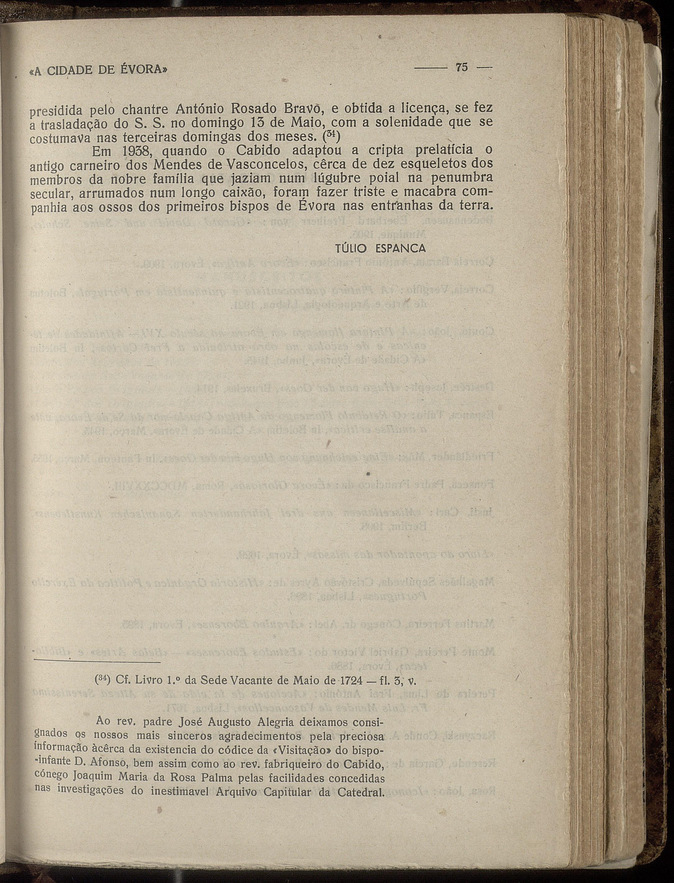 «A CIDADE DE ÉVORA» —— 75 —
presidida pelo chantre António Rosado Bravo, e obtida a licença, se fez
a trasladação do S. S. no domingo 13 de Maio, com a solenidade que se
costumava nas terceiras domingas dos meses. (³⁴)
Em 1938, quando o Cabido adaptou a cripta prelatícia o
antigo carneiro dos Mendes de Vasconcelos, cêrca de dez esqueletos dos
membros da nobre família que jaziam num lúgubre poial na penumbra
secular, arrumados num longo caixão, foram fazer triste e macabra com-
panhia aos ossos dos primeiros bispos de Évora nas entranhas da terra.
TÚLIO ESPANCA
(³⁴) Cf. Livro 1.º da Sede Vacante de Maio de 1724 — fl. 3, v.
Ao rev. padre José Augusto Alegria deixamos consi-
gnados os nossos mais sinceros agradecimentos pela preciosa
informação àcêrca da existencia do códice da «Visitação» do bispo-
-infante D. Afonso, bem assim como ao rev. fabriqueiro do Cabido,
cónego Joaquim Maria da Rosa Palma pelas facilidades concedidas
nas investigações do inestimavel Arquivo Capitular da Catedral.